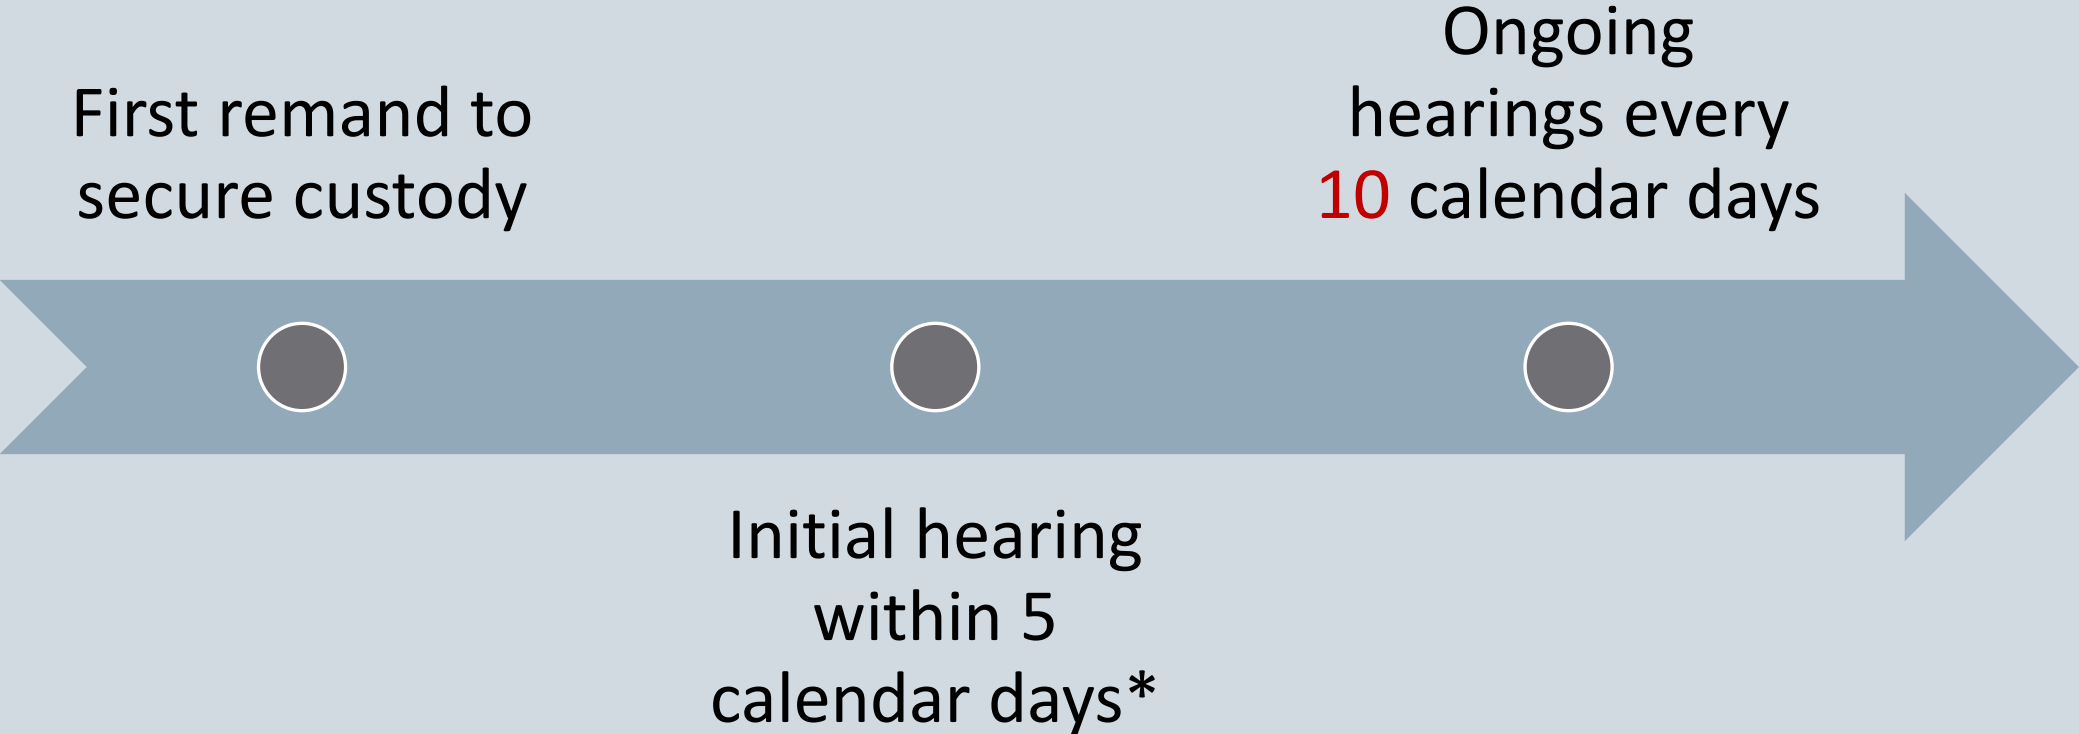 First remand to
secure custody
Initial hearing
within 5
calendar days*
Ongoing
hearings every
10 calendar days